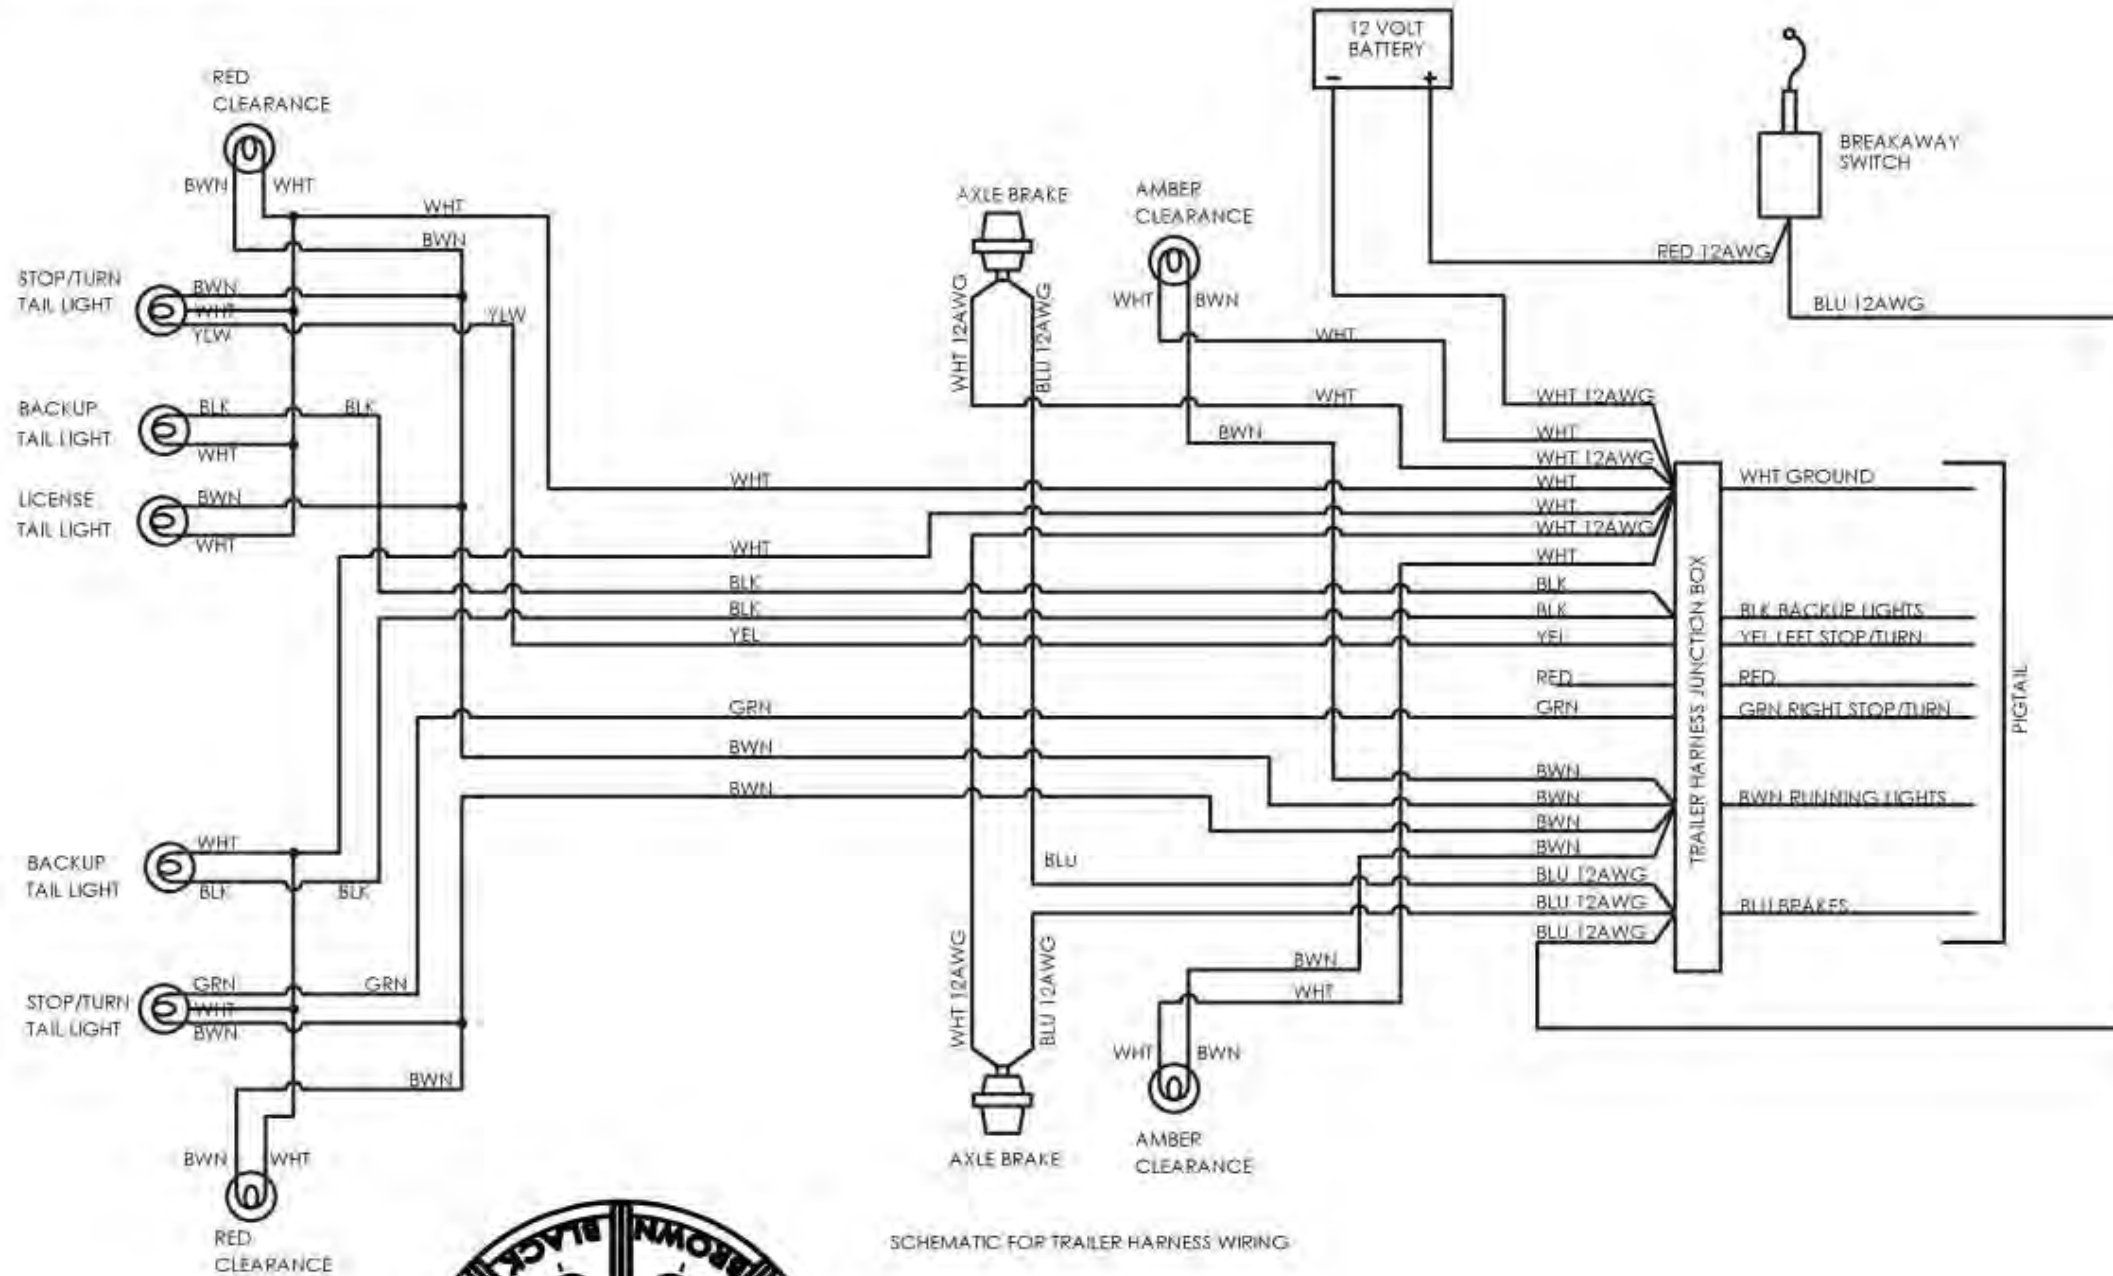 12 VOLT
BATTERY
- +
BREAKAWAY
SWITCH
RED 12AWG
BLU 12AWG
RED
CLEARANCE
BWN WHT
WHT
BWN
STOP/TURN
TAIL LIGHT
BWN
WHT
YLW
YLW
BACKUP
TAIL LIGHT
BLK
BLK
WHT
LICENSE
TAIL LIGHT
BWN
WHT
AXLE BRAKE
WHT 12AWG
BLU 12AWG
AMBER
CLEARANCE
WHT BWN
WHT
WHT
BWN
WHT
WHT
BLK
BLK
YEL
GRN
BWN
BWN
WHT 12AWG
WHT
WHT 12AWG
WHT
WHT
WHT 12AWG
WHT
BLK
BLK
YEL
RED
GRN
BWN
BWN
BWN
BWN
BLU 12AWG
BLU 12AWG
BLU 12AWG
TRAILER HARNESS JUNCTION BOX
WHT GROUND
BLK BACKUP LIGHTS
YEL LEFT STOP/TURN
RED
GRN RIGHT STOP/TURN
BWN RUNNING LIGHTS
BLU BRAKES
PIGTAIL
BACKUP
TAIL LIGHT
WHT
BLK
BLK
STOP/TURN
TAIL LIGHT
GRN
WHT
BWN
GRN
BWN
BWN WHT
RED
CLEARANCE
BLU
WHT 12AWG
BLU 12AWG
AXLE BRAKE
BWN
WHT
WHT BWN
AMBER
CLEARANCE
BLACK
BROWN
SCHEMATIC FOR TRAILER HARNESS WIRING